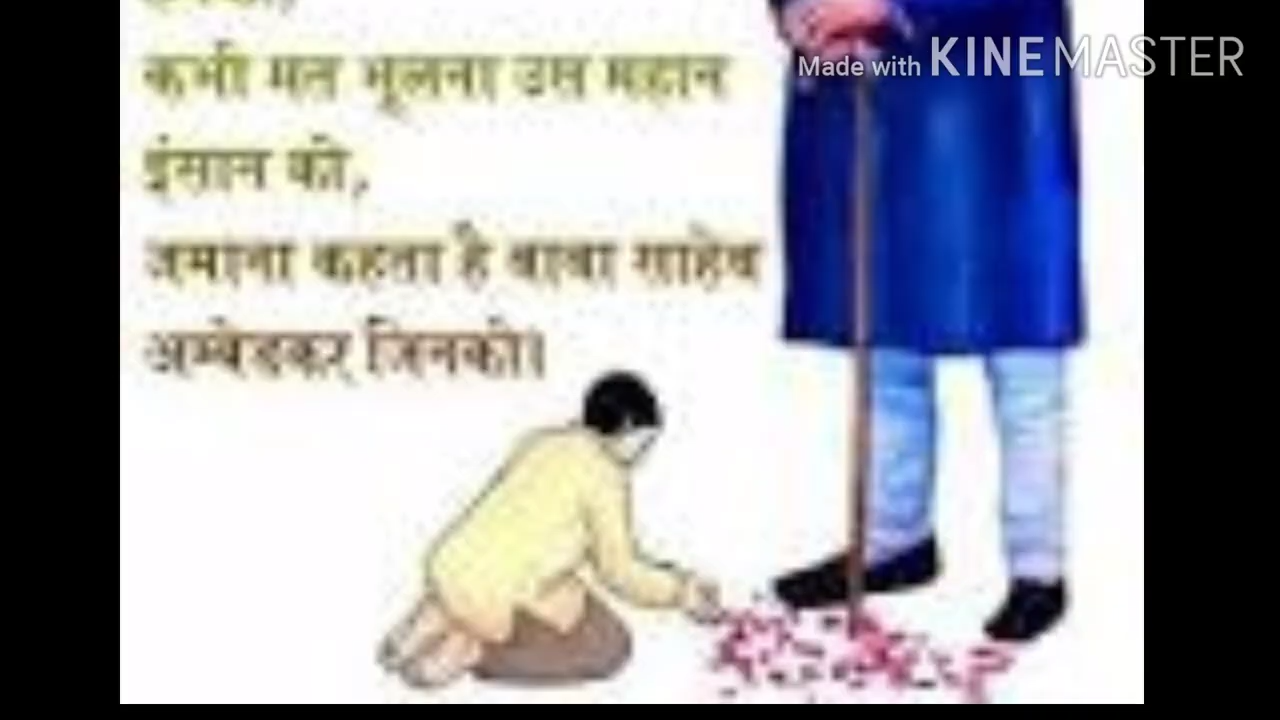 Made with KINEMASTER
कभी मत भूलना उस महान
इंसान को,
जमाना कहता है बाबा साहेब
अम्बेडकर जिनको।